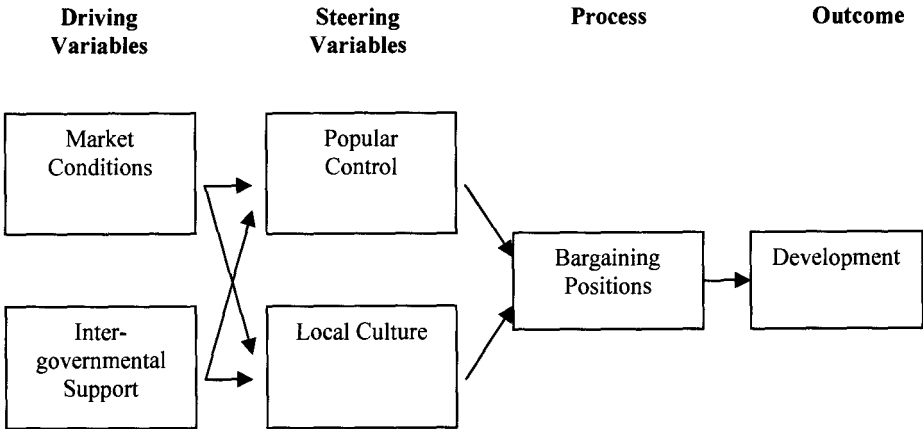 Driving
Variables
Steering
Variables
Process
Outcome
Market
Conditions
Popular
Control
Bargaining
Positions
Development
Inter-
governmental
Support
Local Culture